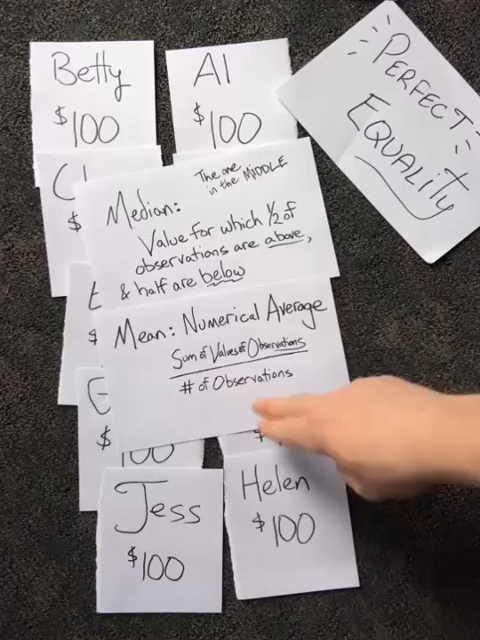 Betty
$100
Al
$100
PERFECT
EQUALITY
$
Median:
The one
in the MIDDLE
Value for which 1/2 of
observations are above,
& half are below
$
Mean: Numerical Average
Sum of Values of Observations
# of Observations
$
100
$
Jess
$100
Helen
$100